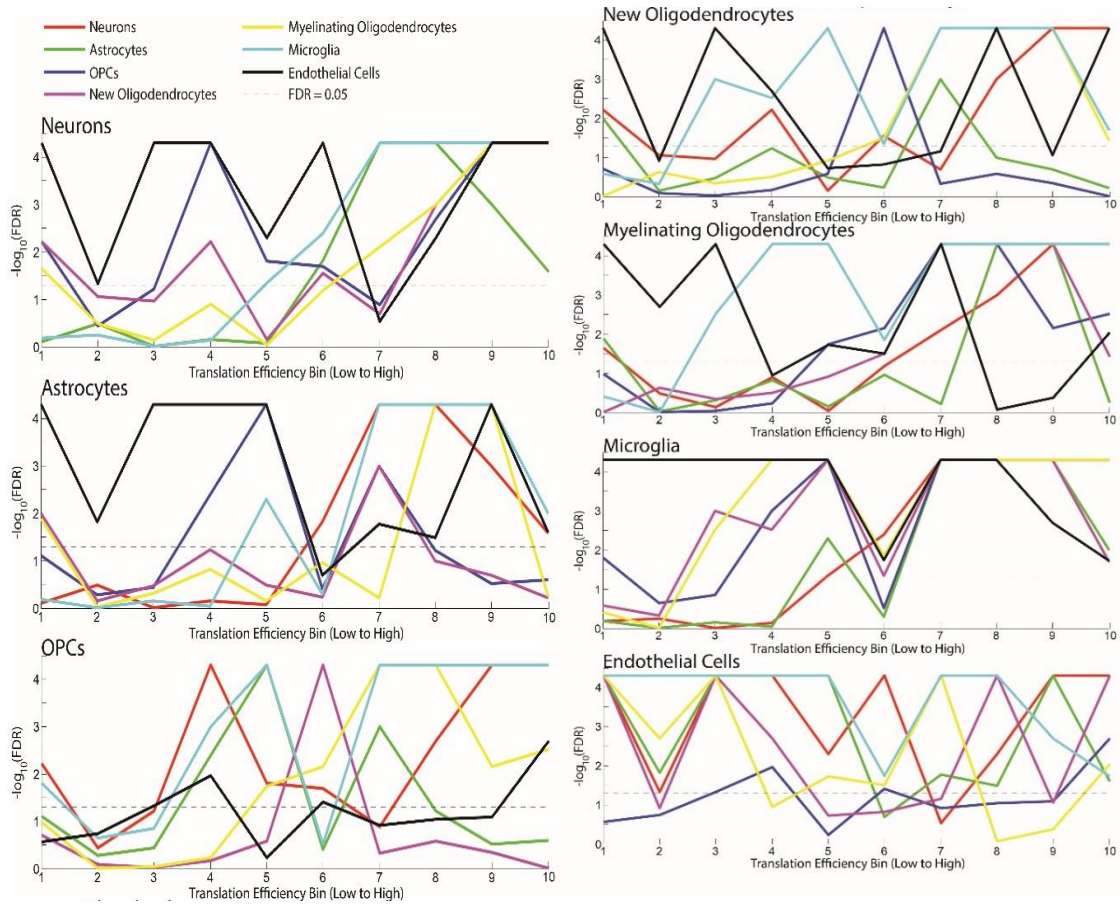 Neurons
Astrocytes
OPCs
New Oligodendrocytes
Myelinating Oligodendrocytes
Microglia
Endothelial Cells
FDR = 0.05
Neurons
-log10(FDR)
4
3
2
1
0
1 2 3 4 5 6 7 8 9 10
Translation Efficiency Bin (Low to High)
Astrocytes
-log10(FDR)
4
3
2
1
0
1 2 3 4 5 6 7 8 9 10
Translation Efficiency Bin (Low to High)
OPCs
-log10(FDR)
4
3
2
1
0
1 2 3 4 5 6 7 8 9 10
Translation Efficiency Bin (Low to High)
New Oligodendrocytes
-log10(FDR)
4
3
2
1
0
1 2 3 4 5 6 7 8 9 10
Translation Efficiency Bin (Low to High)
Myelinating Oligodendrocytes
-log10(FDR)
4
3
2
1
0
1 2 3 4 5 6 7 8 9 10
Translation Efficiency Bin (Low to High)
Microglia
-log10(FDR)
4
3
2
1
0
1 2 3 4 5 6 7 8 9 10
Translation Efficiency Bin (Low to High)
Endothelial Cells
-log10(FDR)
4
3
2
1
0
1 2 3 4 5 6 7 8 9 10
Translation Efficiency Bin (Low to High)